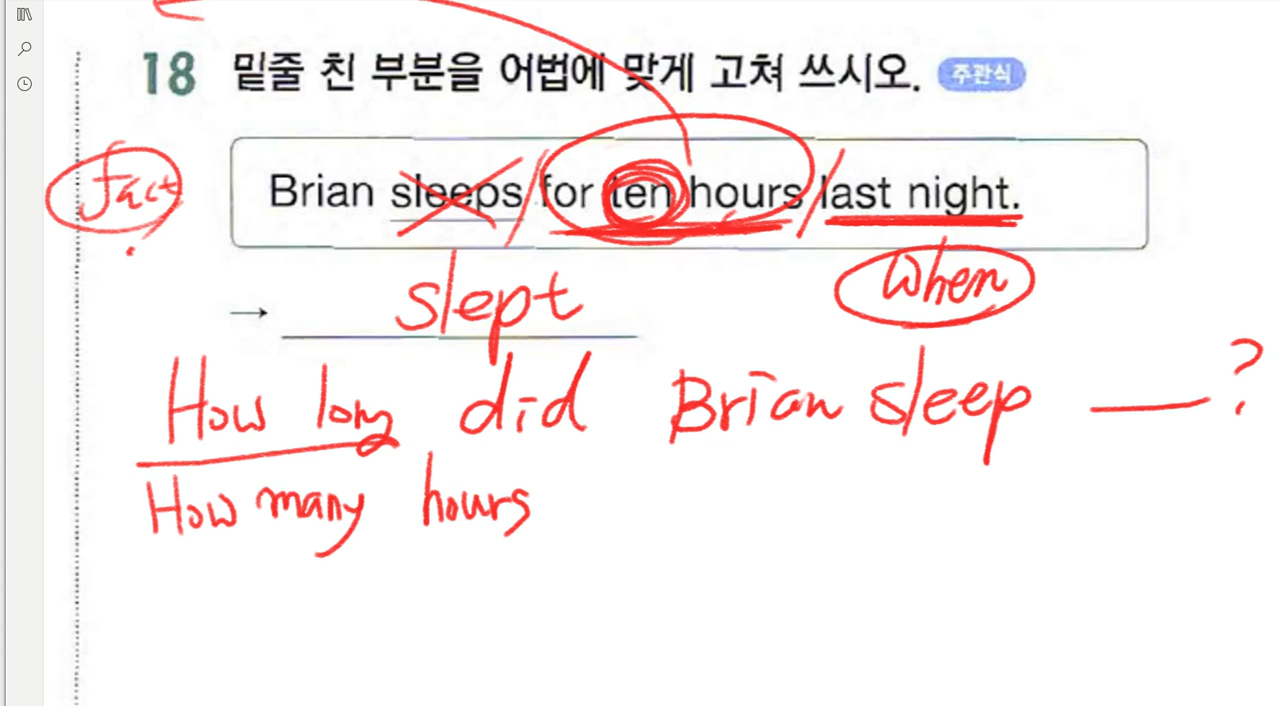 18 밑줄 친 부분을 어법에 맞게 고쳐 쓰시오. 주관식
fact
Brian sleeps for ten hours last night.
when
→ slept
How long did Brian sleep ?
How many hours